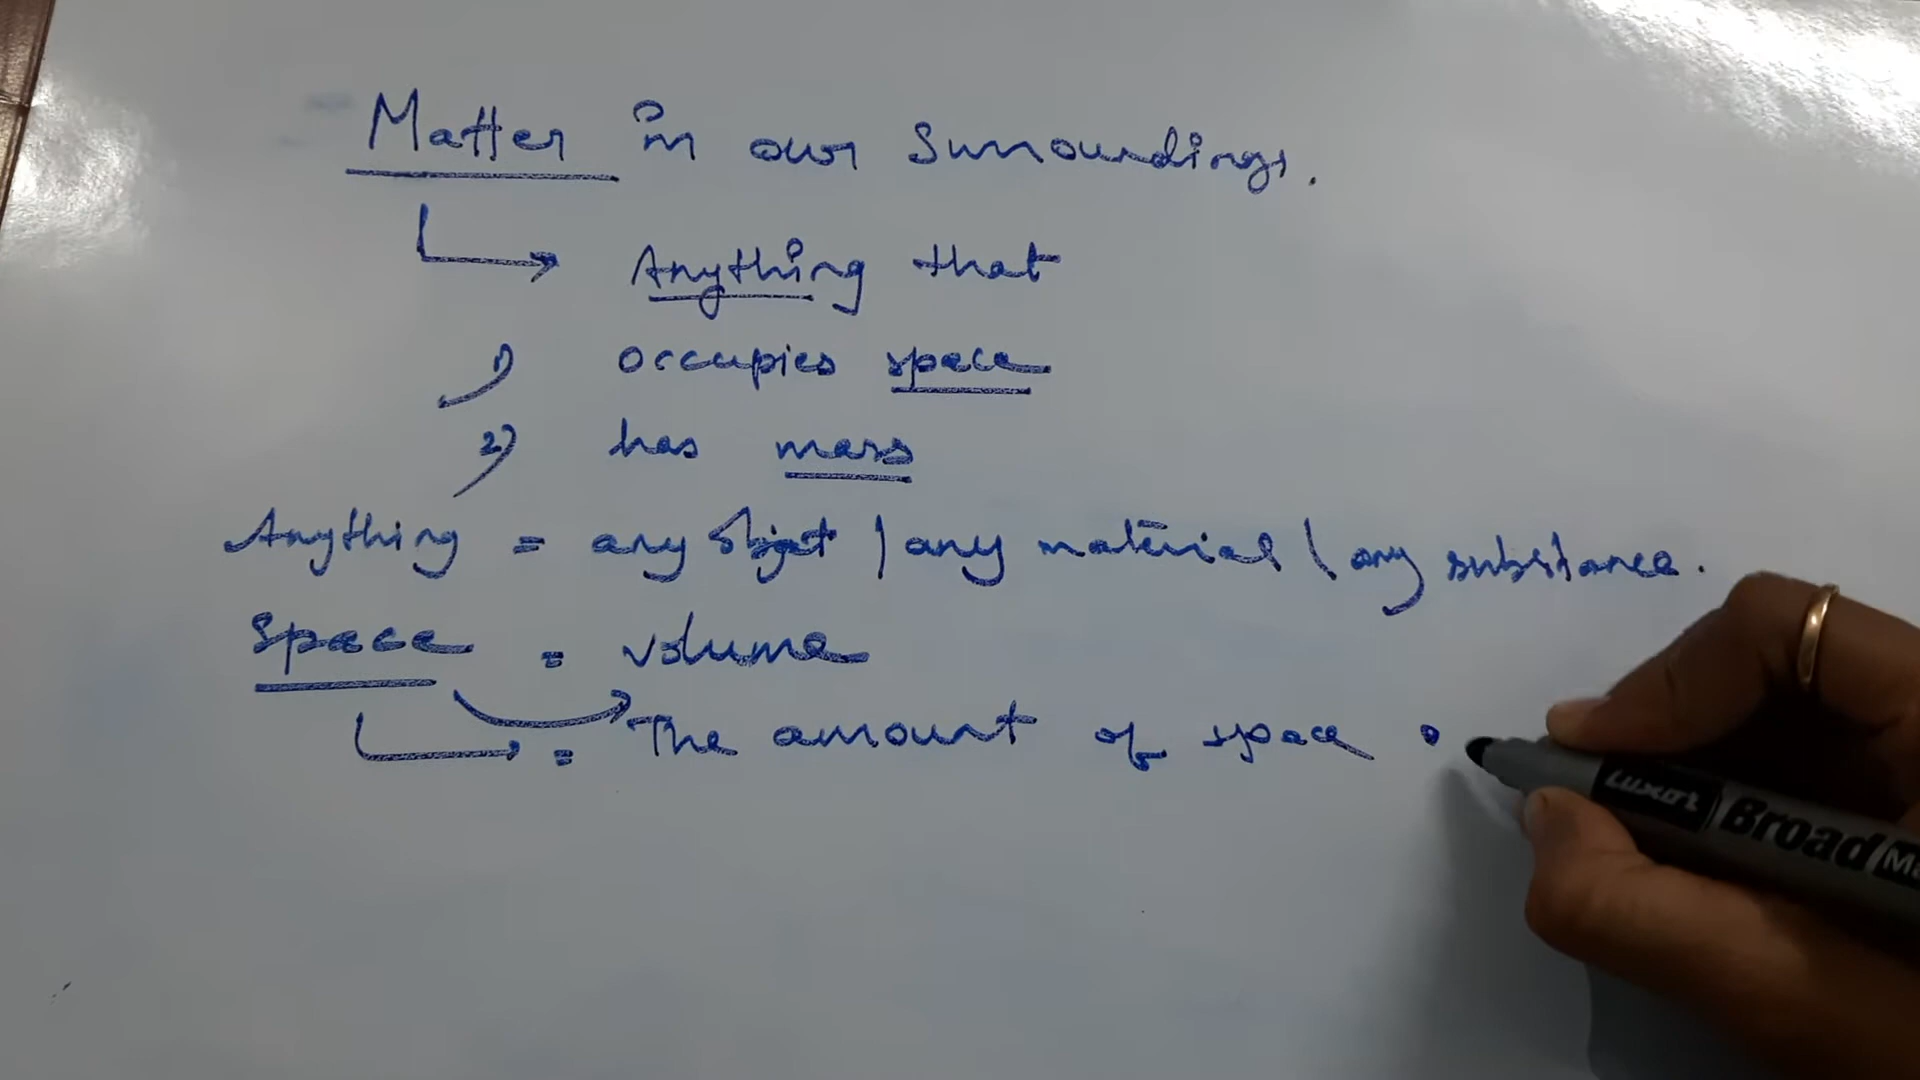 Matter in our Surroundings.
Anything that
1) occupies space
2) has mass
Anything = any object | any material | any substance.
Space = volume
= The amount of space o
Luxor Broad Ma